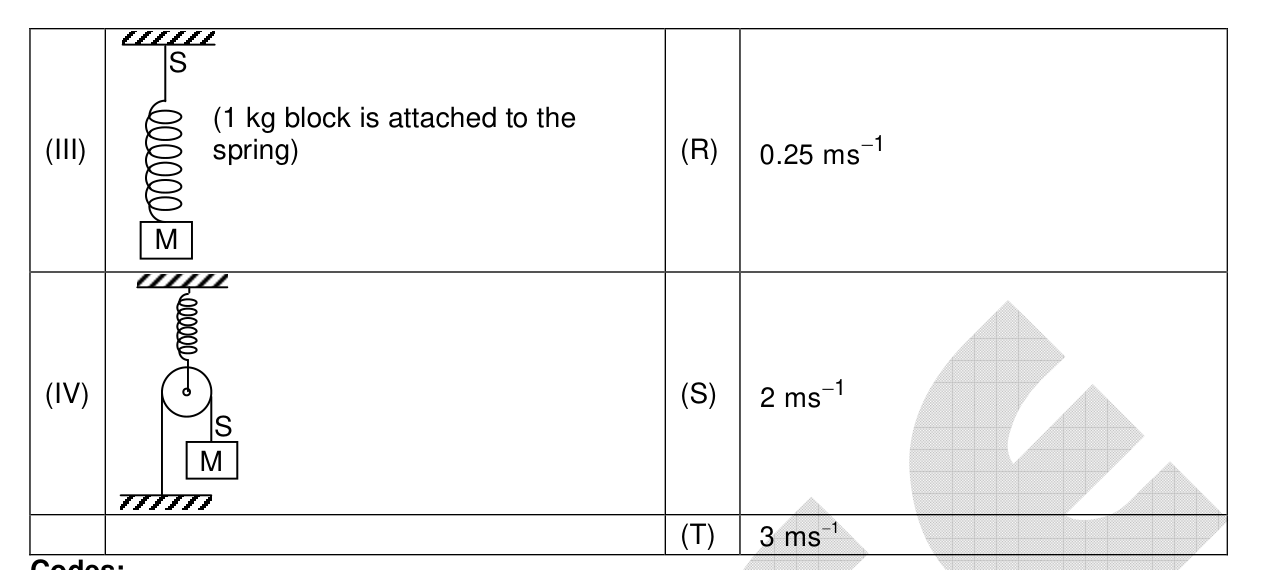 S
(III) (1 kg block is attached to the (R) 0.25 ms⁻¹
spring)
M
(IV) (S) 2 ms⁻¹
S
M
(T) 3 ms⁻¹
Codes: